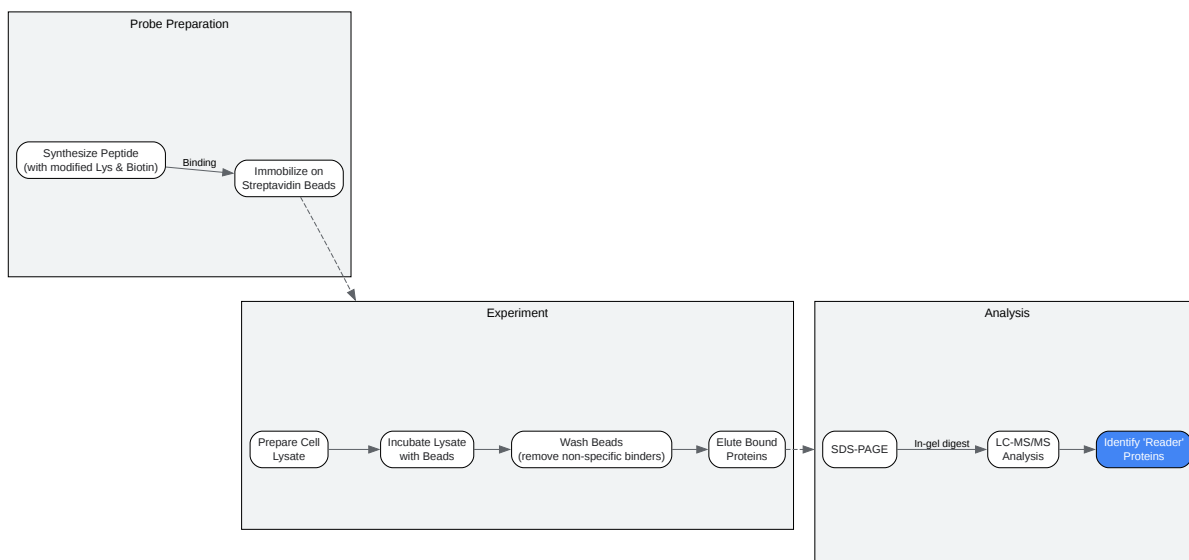 Probe Preparation
Synthesize Peptide
(with modified Lys & Biotin)
Binding
Immobilize on
Streptavidin Beads
Experiment
Prepare Cell
Lysate
Incubate Lysate
with Beads
Wash Beads
(remove non-specific binders)
Elute Bound
Proteins
Analysis
SDS-PAGE
In-gel digest
LC-MS/MS
Analysis
Identify 'Reader'
Proteins